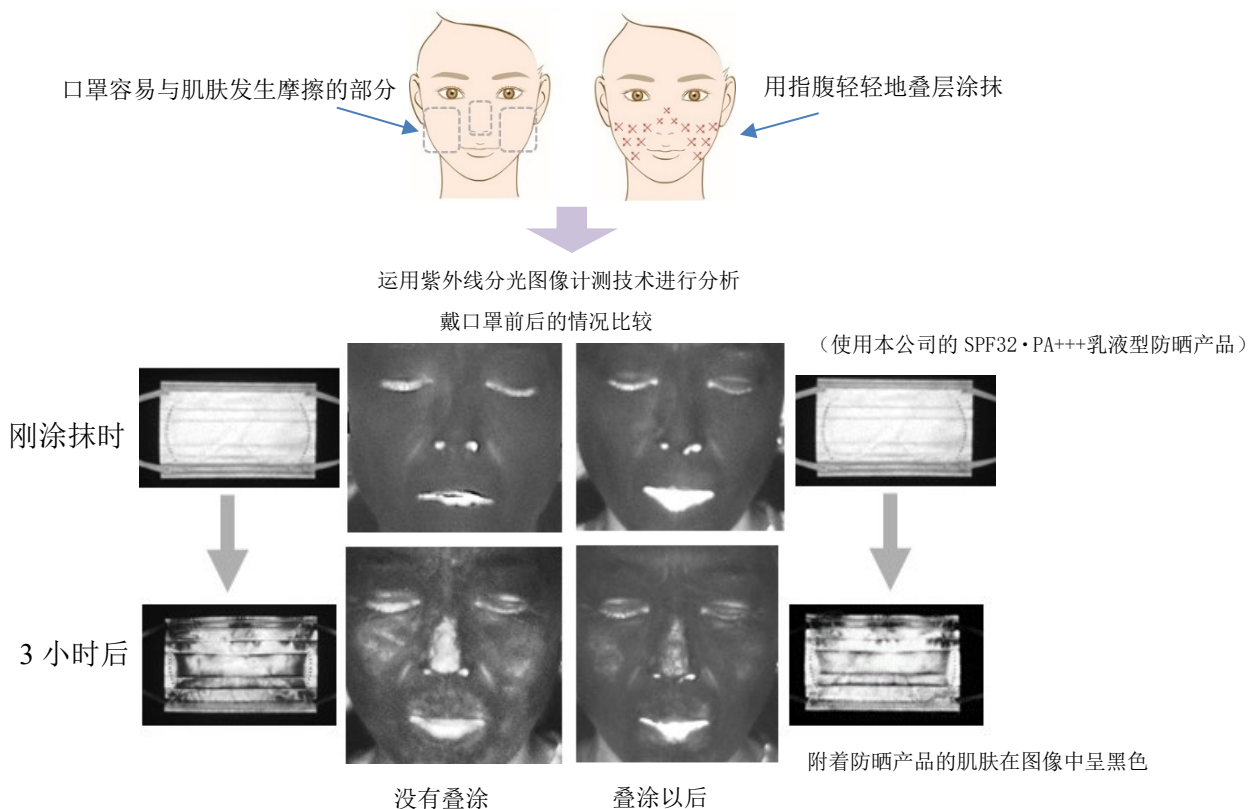 口罩容易与肌肤发生摩擦的部分
用指腹轻轻地叠层涂抹
运用紫外线分光图像计测技术进行分析
戴口罩前后的情况比较
（使用本公司的 SPF32·PA+++乳液型防晒产品）
刚涂抹时
3 小时后
附着防晒产品的肌肤在图像中呈黑色
没有叠涂
叠涂以后